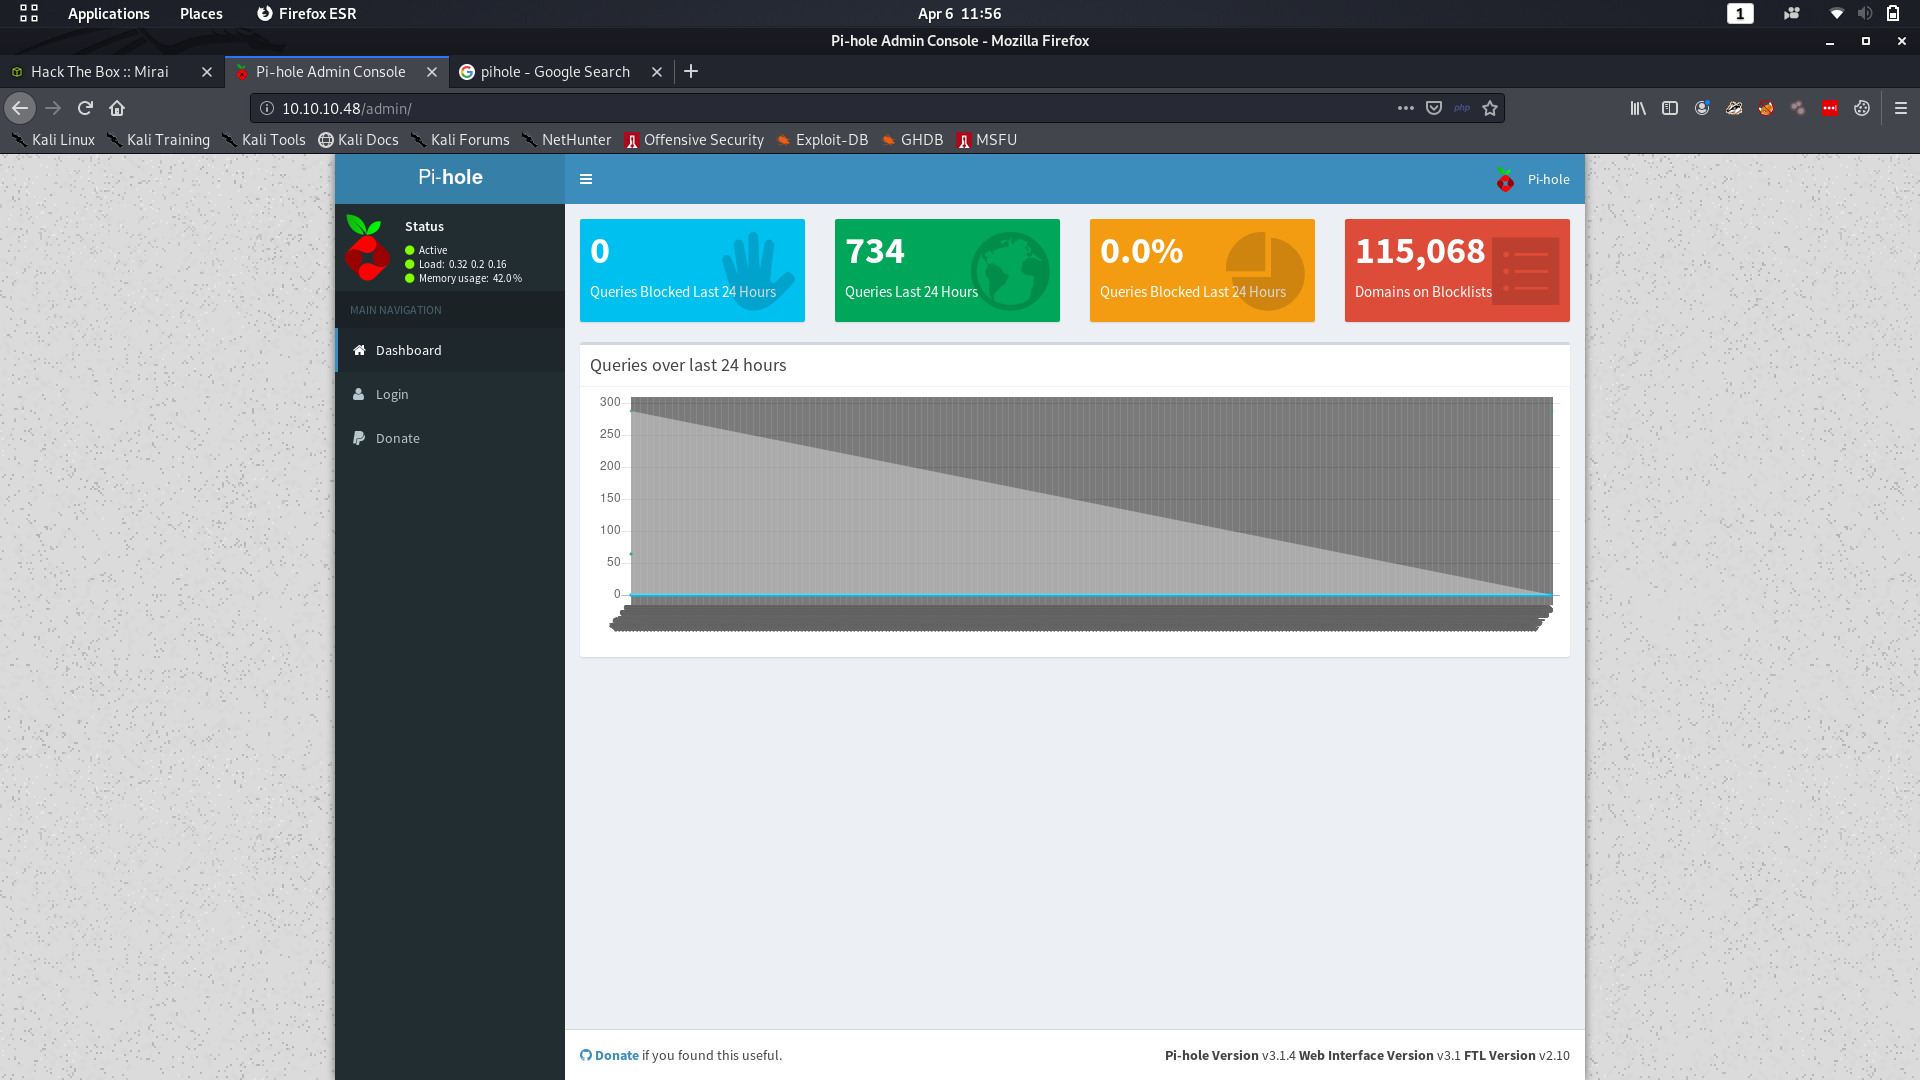 Applications Places Firefox ESR Apr 6 11:56 1
Pi-hole Admin Console - Mozilla Firefox
Hack The Box :: Mirai Pi-hole Admin Console pihole - Google Search
10.10.10.48/admin/ php
Kali Linux Kali Training Kali Tools Kali Docs Kali Forums NetHunter Offensive Security Exploit-DB GHDB MSFU
Pi-hole Pi-hole
Status
Active
Load: 0.32 0.2 0.16
Memory usage: 42.0 %
MAIN NAVIGATION
Dashboard
Login
Donate
0
Queries Blocked Last 24 Hours
734
Queries Last 24 Hours
0.0%
Queries Blocked Last 24 Hours
115,068
Domains on Blocklists
Queries over last 24 hours
300
250
200
150
100
50
0
Donate if you found this useful.
Pi-hole Version v3.1.4 Web Interface Version v3.1 FTL Version v2.10